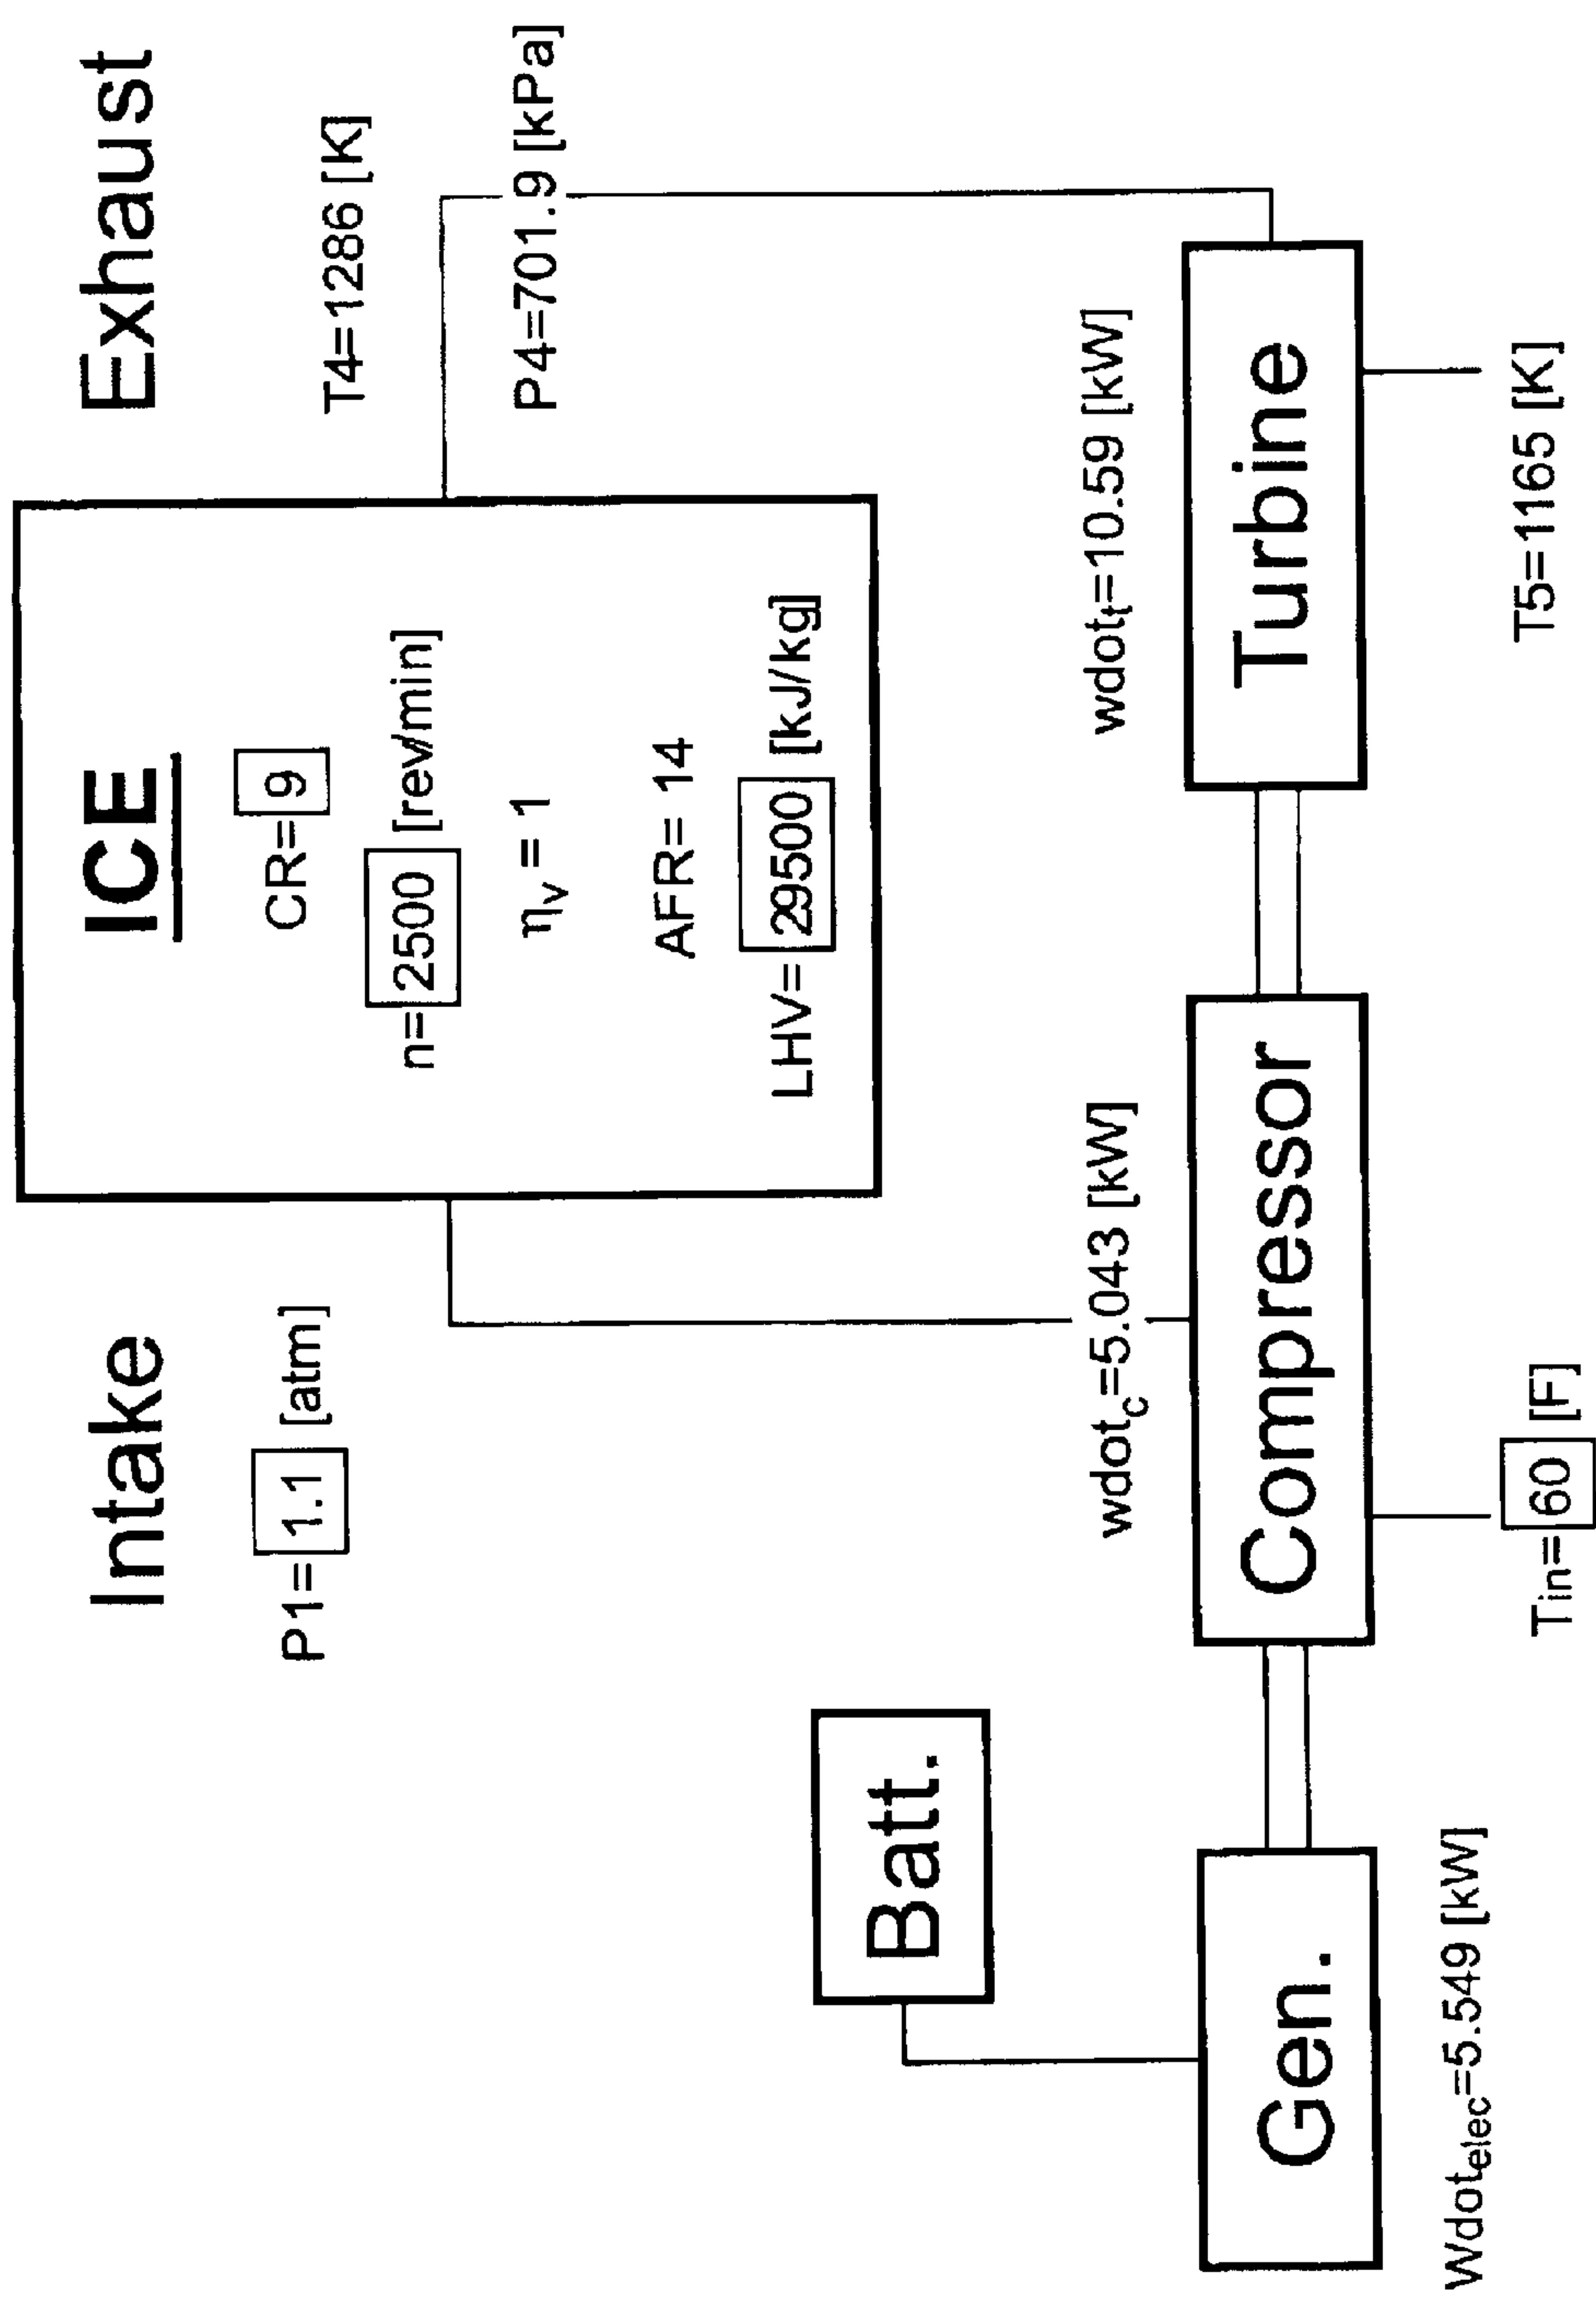 Intake
P1= 1.1 [atm]
ICE
CR= 9
n= 2500 [rev/min]
ηv = 1
AFR= 14
LHV= 29500 [kJ/kg]
Exhaust
T4=1286 [K]
P4=701.9 [kPa]
Batt.
wdotc=5.043 [kW]
wdott=10.59 [kW]
Gen.
Compressor
Turbine
Wdotelec=5.549 [kW]
Tin= 60 [F]
T5=1165 [K]